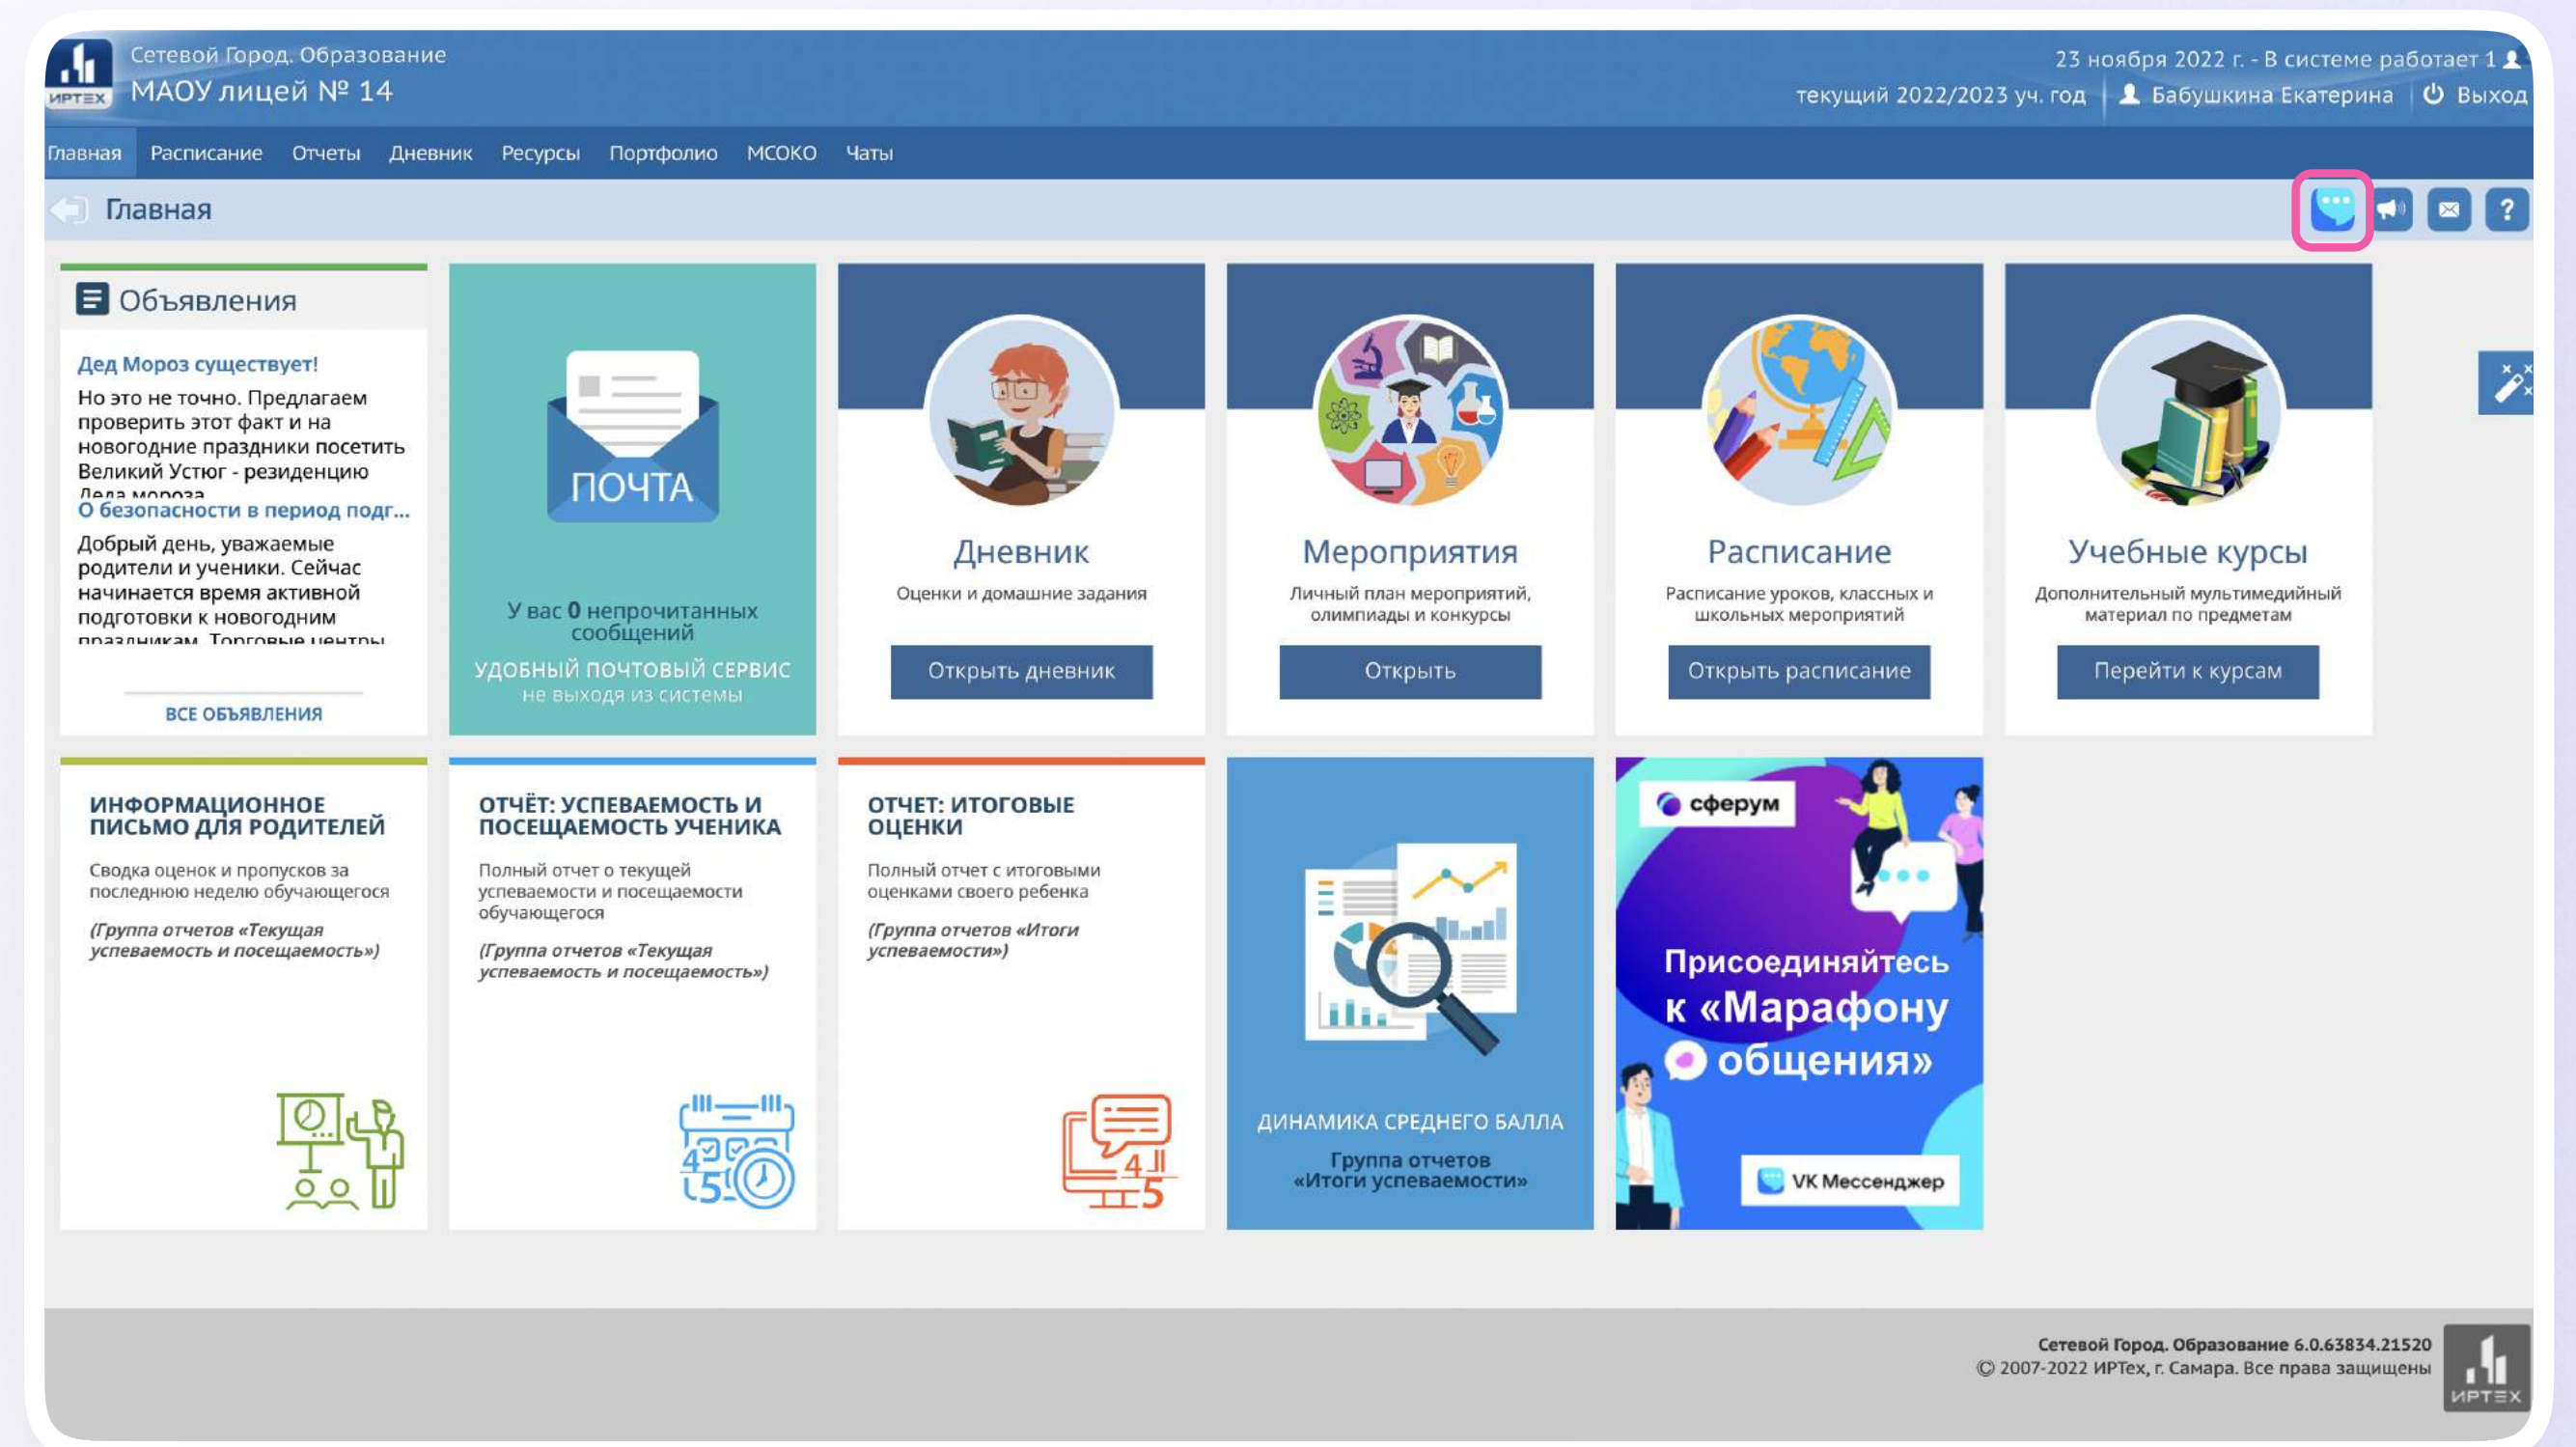 Сетевой Город. Образование
МАОУ лицей № 14
ИРТЕХ
23 ноября 2022 г. - В системе работает 1
текущий 2022/2023 уч. год
Бабушкина Екатерина
Выход
Главная
Расписание
Отчеты
Дневник
Ресурсы
Портфолио
МСОКО
Чаты
Главная
?
Объявления
Дед Мороз существует!
Но это не точно. Предлагаем
проверить этот факт и на
новогодние праздники посетить
Великий Устюг - резиденцию
Деда мороза
О безопасности в период подг...
Добрый день, уважаемые
родители и ученики. Сейчас
начинается время активной
подготовки к новогодним
праздникам. Торговые центры
ВСЕ ОБЪЯВЛЕНИЯ
ПОЧТА
У вас 0 непрочитанных
сообщений
УДОБНЫЙ ПОЧТОВЫЙ СЕРВИС
не выходя из системы
Дневник
Оценки и домашние задания
Открыть дневник
Мероприятия
Личный план мероприятий,
олимпиады и конкурсы
Открыть
Расписание
Расписание уроков, классных и
школьных мероприятий
Открыть расписание
Учебные курсы
Дополнительный мультимедийный
материал по предметам
Перейти к курсам
ИНФОРМАЦИОННОЕ
ПИСЬМО ДЛЯ РОДИТЕЛЕЙ
Сводка оценок и пропусков за
последнюю неделю обучающегося
(Группа отчетов «Текущая
успеваемость и посещаемость»)
ОТЧЁТ: УСПЕВАЕМОСТЬ И
ПОСЕЩАЕМОСТЬ УЧЕНИКА
Полный отчет о текущей
успеваемости и посещаемости
обучающегося
(Группа отчетов «Текущая
успеваемость и посещаемость»)
4
5
ОТЧЕТ: ИТОГОВЫЕ
ОЦЕНКИ
Полный отчет с итоговыми
оценками своего ребенка
(Группа отчетов «Итоги
успеваемости»)
4
5
ДИНАМИКА СРЕДНЕГО БАЛЛА
Группа отчетов
«Итоги успеваемости»
сферум
Присоединяйтесь
к «Марафону
общения»
VK Мессенджер
Сетевой Город. Образование 6.0.63834.21520
© 2007-2022 ИРТех, г. Самара. Все права защищены
ИРТЕХ